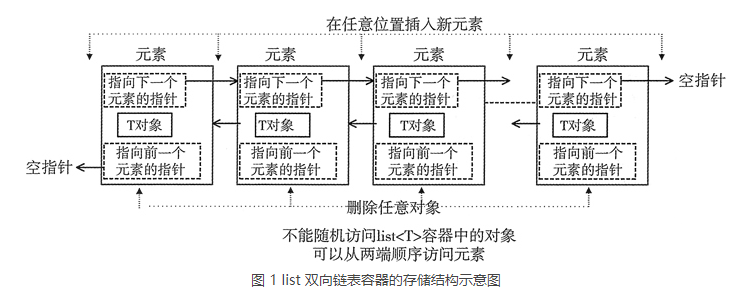 在任意位置插入新元素
元素 元素 元素 元素
指向下一个 指向下一个 指向下一个 指向下一个 空指针
元素的指针 元素的指针 元素的指针 元素的指针
T对象 T对象 T对象 T对象
指向前一个 指向前一个 指向前一个 指向前一个
空指针 元素的指针 元素的指针 元素的指针 元素的指针
删除任意对象
不能随机访问list<T>容器中的对象
可以从两端顺序访问元素
图 1 list 双向链表容器的存储结构示意图